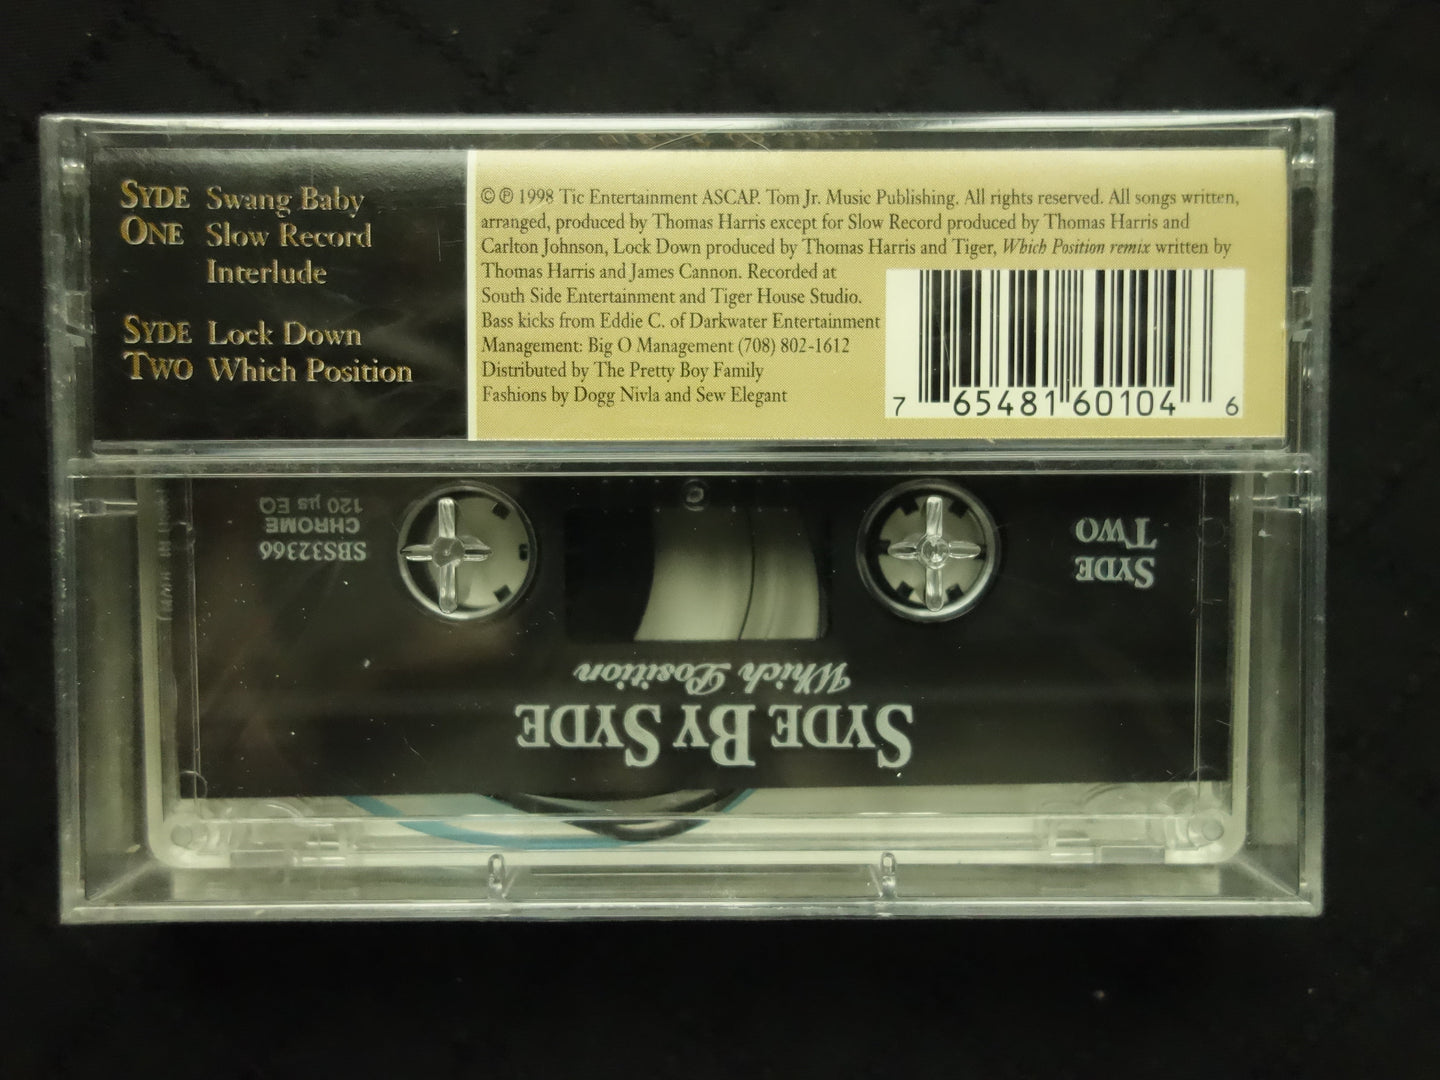 SYDE Swang Baby
ONE Slow Record
Interlude
SYDE Lock Down
TWO Which Position
© ℗ 1998 Tic Entertainment ASCAP. Tom Jr. Music Publishing. All rights reserved. All songs written,
arranged, produced by Thomas Harris except for Slow Record produced by Thomas Harris and
Carlton Johnson, Lock Down produced by Thomas Harris and Tiger, Which Position remix written by
Thomas Harris and James Cannon. Recorded at
South Side Entertainment and Tiger House Studio.
Bass kicks from Eddie C. of Darkwater Entertainment
Management: Big O Management (708) 802-1612
Distributed by The Pretty Boy Family
Fashions by Dogg Nivla and Sew Elegant
7 65481 60104 6
SYDE BY SYDE
Which Position
SYDE
TWO
SBS32366
CHROME
120 µs EQ